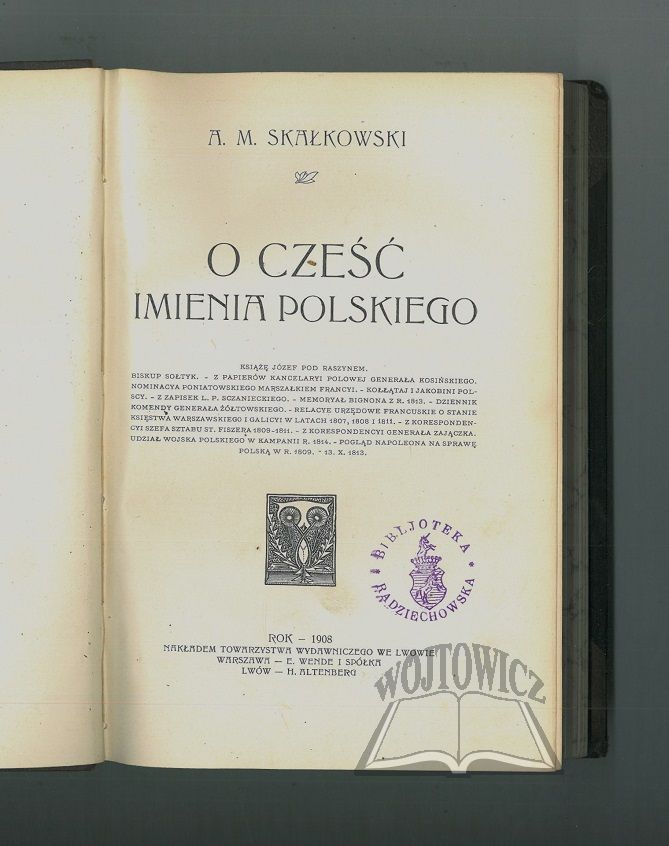 A. M. SKAŁKOWSKI
O CZEŚĆ
IMIENIA POLSKIEGO
KSIĄŻĘ JÓZEF POD RASZYNEM.
BISKUP SOŁTYK. - Z PAPIERÓW KANCELARYI POLOWEJ GENERAŁA KOSIŃSKIEGO.
NOMINACYA PONIATOWSKIEGO MARSZAŁKIEM FRANCYI. - KOŁŁĄTAJ I JAKOBINI POL-
SCY. - Z ZAPISEK L. P. SCZANIECKIEGO. - MEMORYAŁ BIGNONA Z R. 1813. - DZIENNIK
KOMENDY GENERAŁA ŻÓŁTOWSKIEGO. - RELACYE URZĘDOWE FRANCUSKIE O STANIE
KSIĘSTWA WARSZAWSKIEGO I GALICYI W LATACH 1807, 1808 I 1811. - Z KORESPONDEN-
CYI SZEFA SZTABU ST. FISZERA 1809-1811. - Z KORESPONDENCYI GENERAŁA ZAJĄCZKA.
UDZIAŁ WOJSKA POLSKIEGO W KAMPANII R. 1814. - POGLĄD NAPOLEONA NA SPRAWĘ
POLSKĄ W R. 1809. - 13. X. 1813.
* BIBLJOTEKA *
RADZIECHOWSKA
ROK – 1908
NAKŁADEM TOWARZYSTWA WYDAWNICZEGO WE LWOWIE
WARSZAWA — E. WENDE I SPÓŁKA
LWÓW — H. ALTENBERG
WÓJTOWICZ